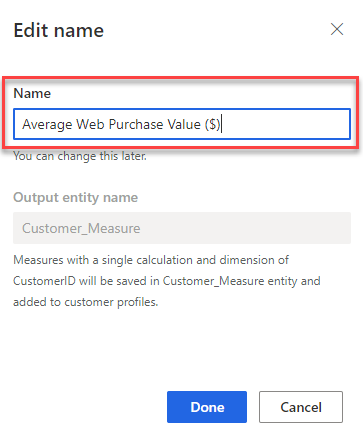 Edit name
Name
Average Web Purchase Value ($)
You can change this later.
Output entity name
Customer_Measure
Measures with a single calculation and dimension of
CustomerID will be saved in Customer_Measure entity and
added to customer profiles.
Done
Cancel